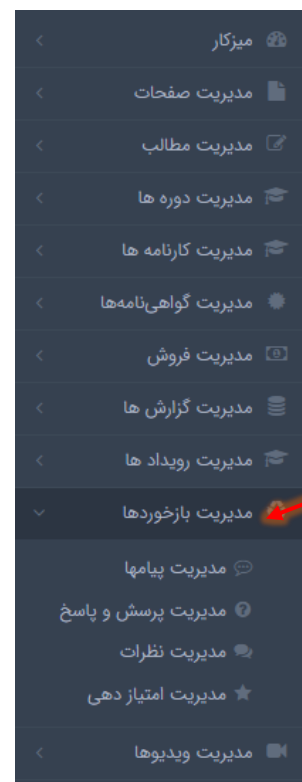 میزکار
مدیریت صفحات
مدیریت مطالب
مدیریت دوره ها
مدیریت کارنامه ها
مدیریت گواهی‌نامه‌ها
مدیریت فروش
مدیریت گزارش ها
مدیریت رویداد ها
مدیریت بازخوردها
مدیریت پیامها
مدیریت پرسش و پاسخ
مدیریت نظرات
مدیریت امتیاز دهی
مدیریت ویدیوها